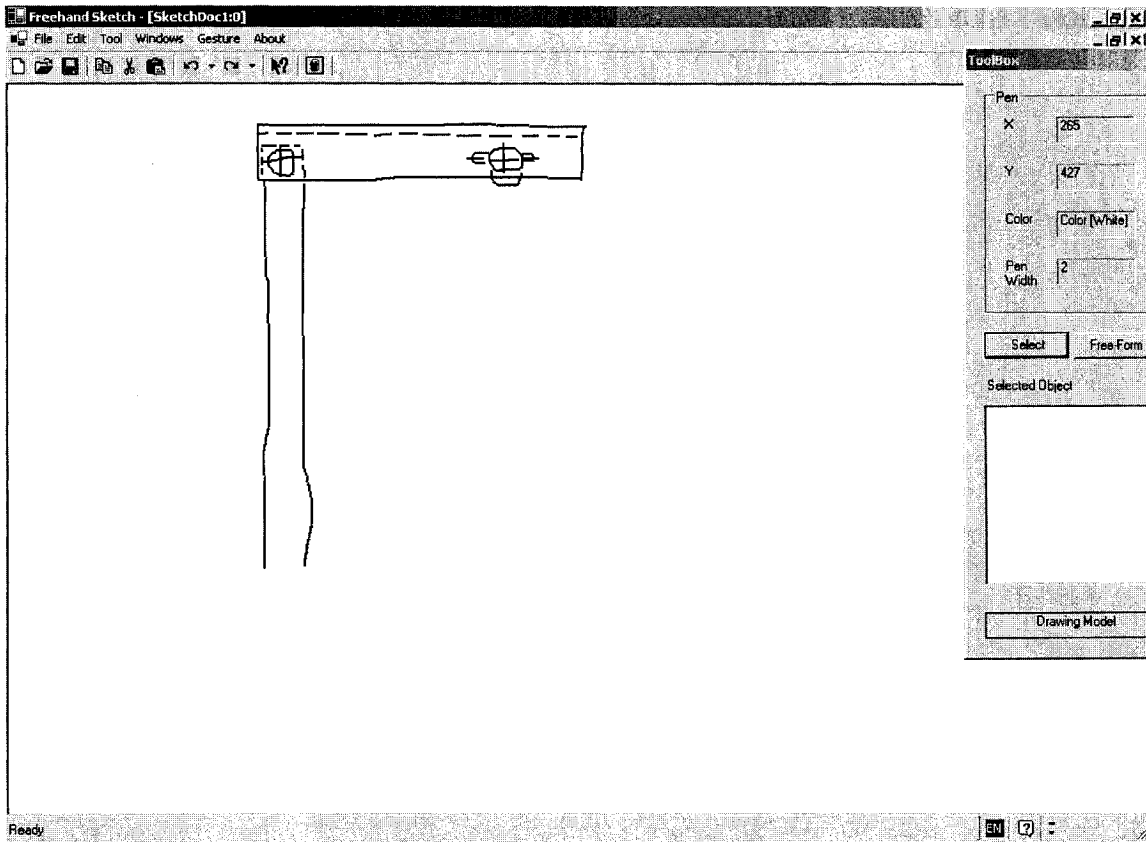 Freehand Sketch - [SketchDoc1:0]
File Edit Tool Windows Gesture About
ToolBox
Pen
X 265
Y 427
Color Color [White]
Pen Width 2
Select Free-Form
Selected Object
Drawing Model
Ready
EN